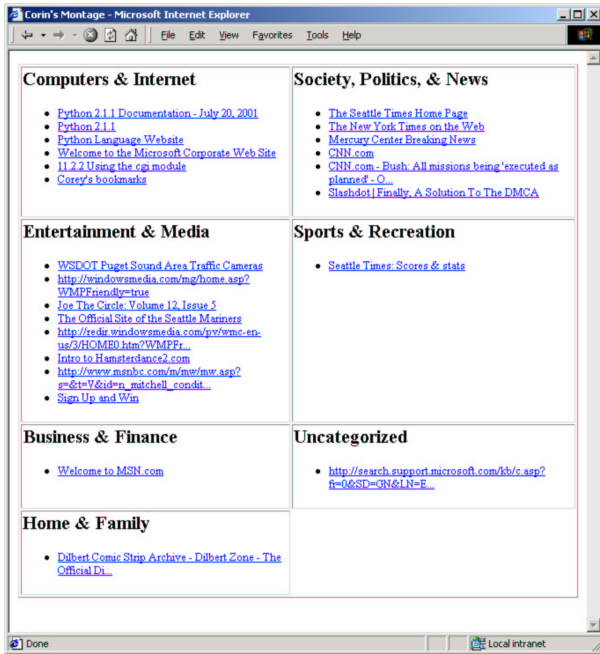 Corin's Montage - Microsoft Internet Explorer
File Edit View Favorites Tools Help
Computers & Internet
Python 2.1.1 Documentation - July 20, 2001
Python 2.1.1
Python Language Website
Welcome to the Microsoft Corporate Web Site
11.2.2 Using the cgi module
Corey's bookmarks
Society, Politics, & News
The Seattle Times Home Page
The New York Times on the Web
Mercury Center Breaking News
CNN.com
CNN.com - Bush: All missions being 'executed as
planned' - O...
Slashdot | Finally, A Solution To The DMCA
Entertainment & Media
WSDOT Puget Sound Area Traffic Cameras
http://windowsmedia.com/mg/home.asp?
WMPFriendly=true
Joe The Circle: Volume 12, Issue 5
The Official Site of the Seattle Mariners
http://redir.windowsmedia.com/pv/wmc-en-
us/3/HOME0.htm?WMPFr...
Intro to Hamsterdance2.com
http://www.msnbc.com/m/mw/mw.asp?
s=&t=V&id=n_mitchell_condit...
Sign Up and Win
Sports & Recreation
Seattle Times: Scores & stats
Business & Finance
Welcome to MSN.com
Uncategorized
http://search.support.microsoft.com/kb/c.asp?
fr=0&SD=GN&LN=E...
Home & Family
Dilbert Comic Strip Archive - Dilbert Zone - The
Official Di...
Done
Local intranet